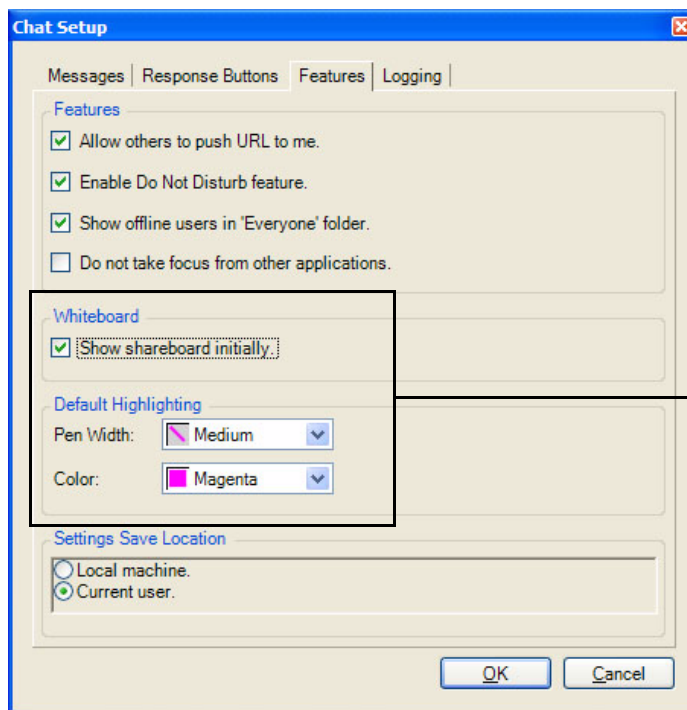 Chat Setup
Messages Response Buttons Features Logging
Features
Allow others to push URL to me.
Enable Do Not Disturb feature.
Show offline users in 'Everyone' folder.
Do not take focus from other applications.
Whiteboard
Show shareboard initially.
Default Highlighting
Pen Width: Medium
Color: Magenta
Settings Save Location
Local machine.
Current user.
OK Cancel